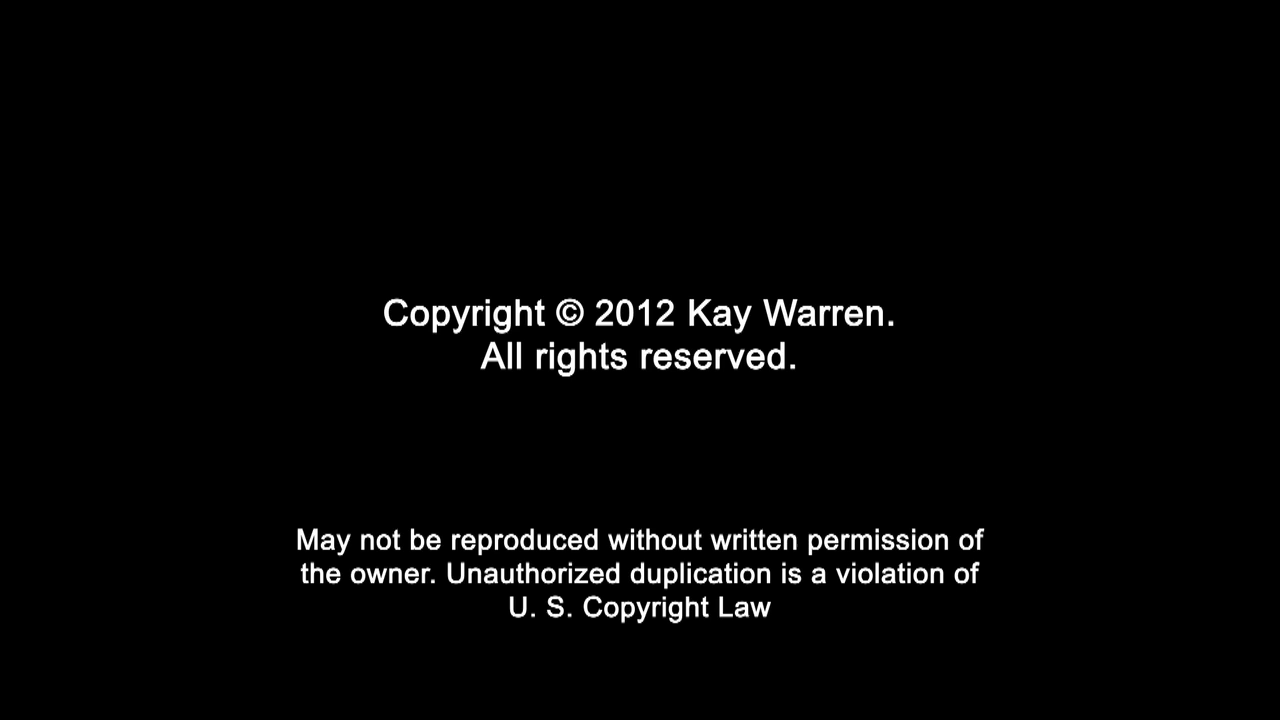 Copyright © 2012 Kay Warren.
All rights reserved.
May not be reproduced without written permission of
the owner. Unauthorized duplication is a violation of
U. S. Copyright Law